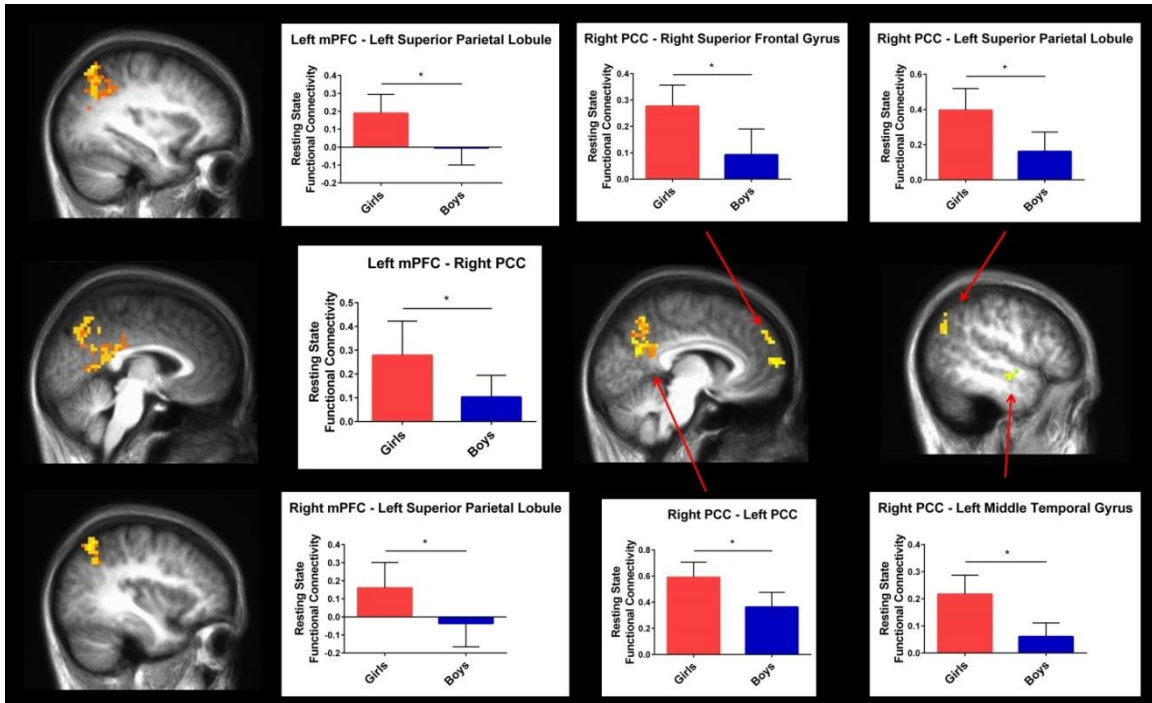 Left mPFC - Left Superior Parietal Lobule
*
Resting State
Functional Connectivity
0.4
0.3
0.2
0.1
0.0
-0.1
-0.2
Girls
Boys
Right PCC - Right Superior Frontal Gyrus
*
Resting State
Functional Connectivity
0.4
0.3
0.2
0.1
0.0
Girls
Boys
Right PCC - Left Superior Parietal Lobule
*
Resting State
Functional Connectivity
0.6
0.4
0.2
0.0
Girls
Boys
Left mPFC - Right PCC
*
Resting State
Functional Connectivity
0.5
0.4
0.3
0.2
0.1
0.0
Girls
Boys
Right mPFC - Left Superior Parietal Lobule
*
Resting State
Functional Connectivity
0.4
0.3
0.2
0.1
0.0
-0.1
-0.2
Girls
Boys
Right PCC - Left PCC
*
Resting State
Functional Connectivity
0.8
0.6
0.4
0.2
0.0
Girls
Boys
Right PCC - Left Middle Temporal Gyrus
*
Resting State
Functional Connectivity
0.4
0.3
0.2
0.1
0.0
Girls
Boys